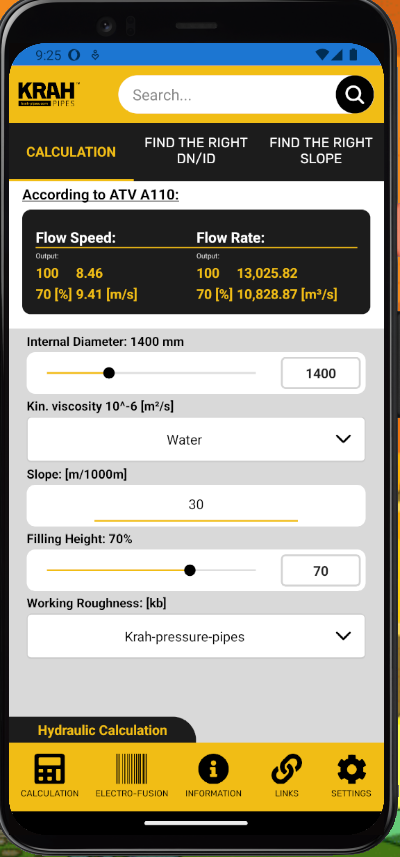 9:25
KRAH
PIPES
Search...
CALCULATION
FIND THE RIGHT
DN/ID
FIND THE RIGHT
SLOPE
According to ATV A110:
Flow Speed:
Flow Rate:
Output:
Output:
100 8.46
100 13,025.82
70 [%] 9.41 [m/s]
70 [%] 10,828.87 [m³/s]
Internal Diameter: 1400 mm
1400
Kin. viscosity 10^-6 [m²/s]
Water
Slope: [m/1000m]
30
Filling Height: 70%
70
Working Roughness: [kb]
Krah-pressure-pipes
Hydraulic Calculation
CALCULATION
ELECTRO-FUSION
INFORMATION
LINKS
SETTINGS